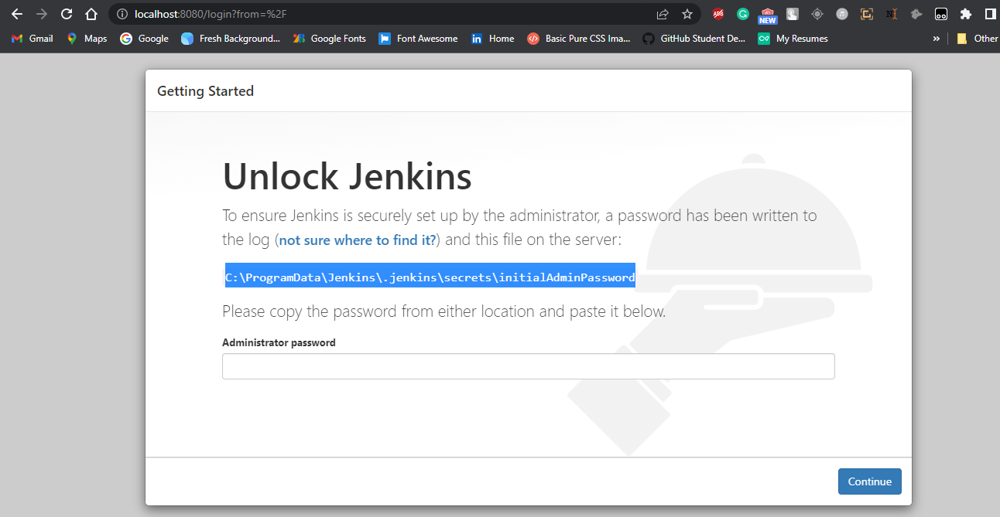 localhost:8080/login?from=%2F
ABP
NEW
Gmail
Maps
Google
Fresh Background...
Google Fonts
Font Awesome
Home
Basic Pure CSS Ima...
GitHub Student De...
My Resumes
»
Other
Getting Started
Unlock Jenkins
To ensure Jenkins is securely set up by the administrator, a password has been written to
the log (not sure where to find it?) and this file on the server:
C:\ProgramData\Jenkins\.jenkins\secrets\initialAdminPassword
Please copy the password from either location and paste it below.
Administrator password
Continue